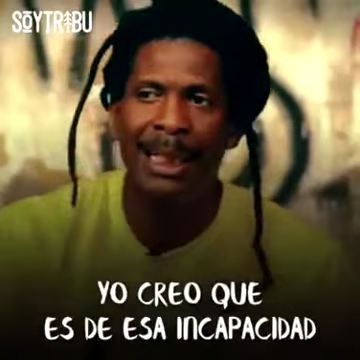 SOYTRIBU
YO CREO QUE
ES DE ESA INCAPACIDAD